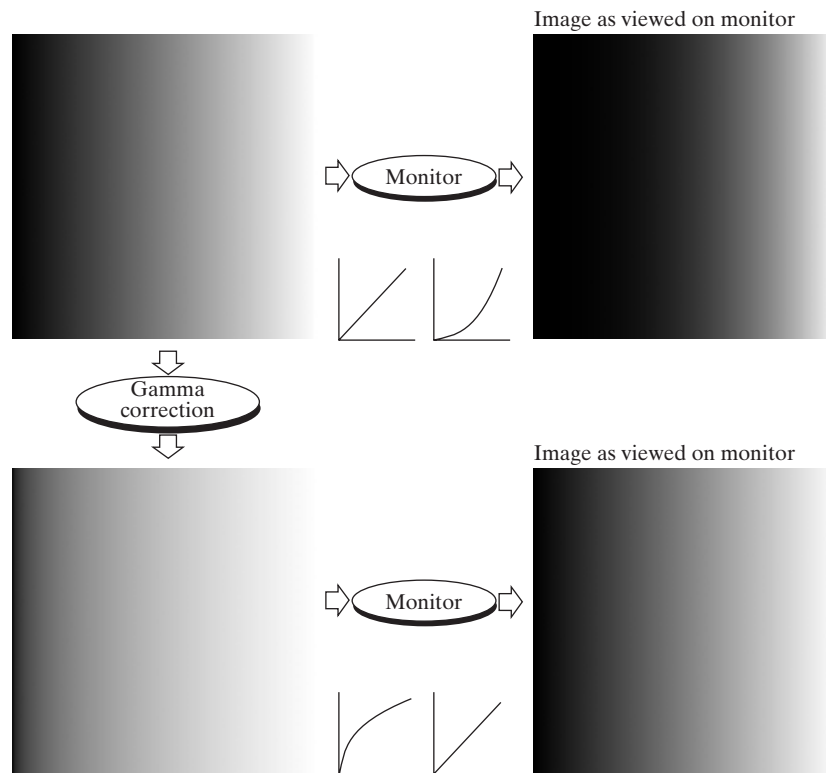 Image as viewed on monitor
Monitor
Gamma
correction
Image as viewed on monitor
Monitor